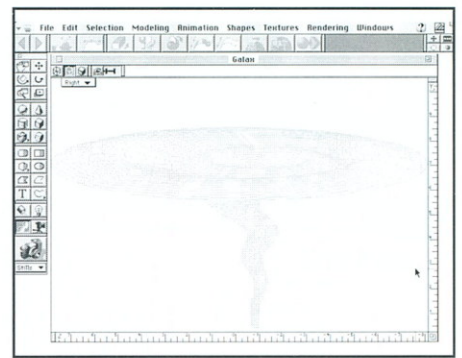 File Edit Selection Modeling Animation Shapes Textures Rendering Windows
Galax
Right
T